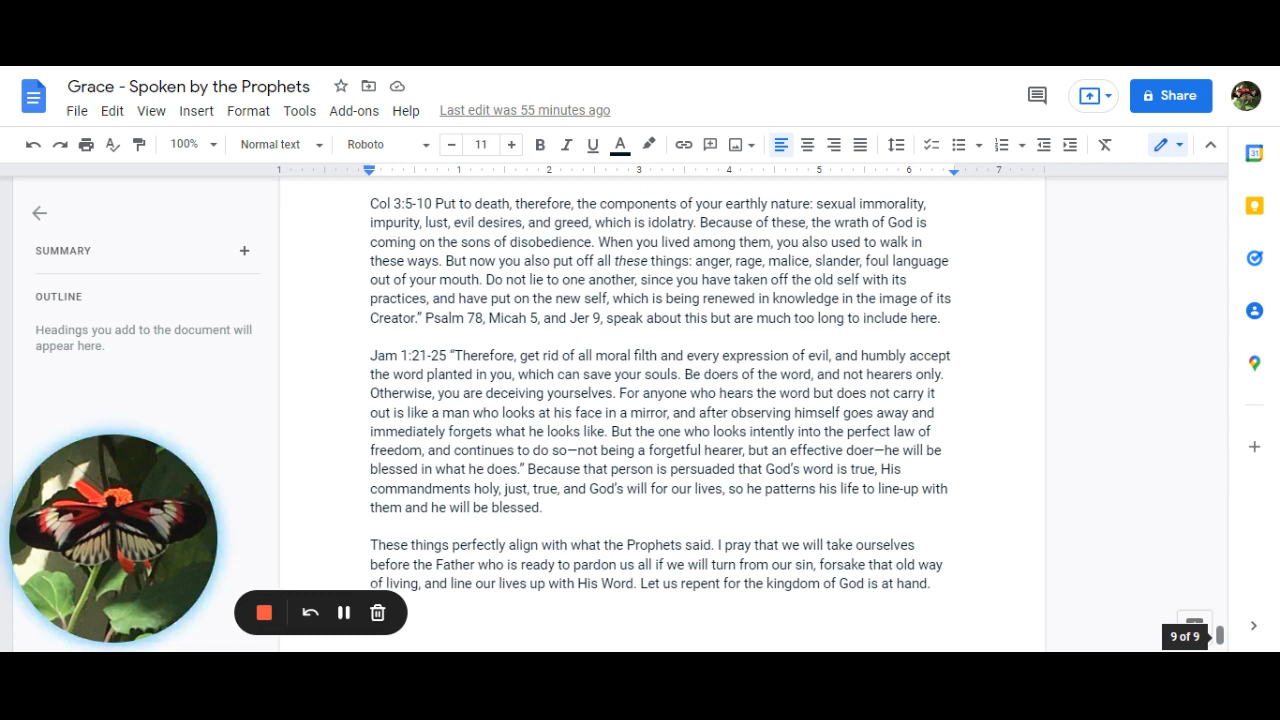 Grace - Spoken by the Prophets
File Edit View Insert Format Tools Add-ons Help Last edit was 55 minutes ago
Share
100% Normal text Roboto 11 B I U A
1 1 2 3 4 5 6 7
31
SUMMARY
OUTLINE
Headings you add to the document will
appear here.
Col 3:5-10 Put to death, therefore, the components of your earthly nature: sexual immorality,
impurity, lust, evil desires, and greed, which is idolatry. Because of these, the wrath of God is
coming on the sons of disobedience. When you lived among them, you also used to walk in
these ways. But now you also put off all these things: anger, rage, malice, slander, foul language
out of your mouth. Do not lie to one another, since you have taken off the old self with its
practices, and have put on the new self, which is being renewed in knowledge in the image of its
Creator.” Psalm 78, Micah 5, and Jer 9, speak about this but are much too long to include here.
Jam 1:21-25 “Therefore, get rid of all moral filth and every expression of evil, and humbly accept
the word planted in you, which can save your souls. Be doers of the word, and not hearers only.
Otherwise, you are deceiving yourselves. For anyone who hears the word but does not carry it
out is like a man who looks at his face in a mirror, and after observing himself goes away and
immediately forgets what he looks like. But the one who looks intently into the perfect law of
freedom, and continues to do so—not being a forgetful hearer, but an effective doer—he will be
blessed in what he does.” Because that person is persuaded that God’s word is true, His
commandments holy, just, true, and God’s will for our lives, so he patterns his life to line-up with
them and he will be blessed.
These things perfectly align with what the Prophets said. I pray that we will take ourselves
before the Father who is ready to pardon us all if we will turn from our sin, forsake that old way
of living, and line our lives up with His Word. Let us repent for the kingdom of God is at hand.
9 of 9